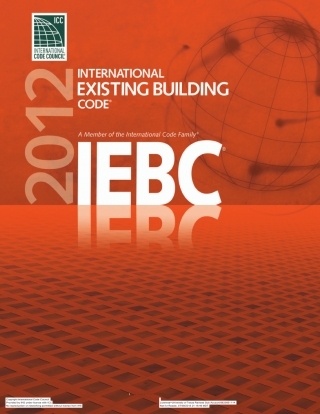 ICC
INTERNATIONAL
CODE COUNCIL®
2012
INTERNATIONAL
EXISTING BUILDING
CODE®
A Member of the International Code Family®
IEBC®